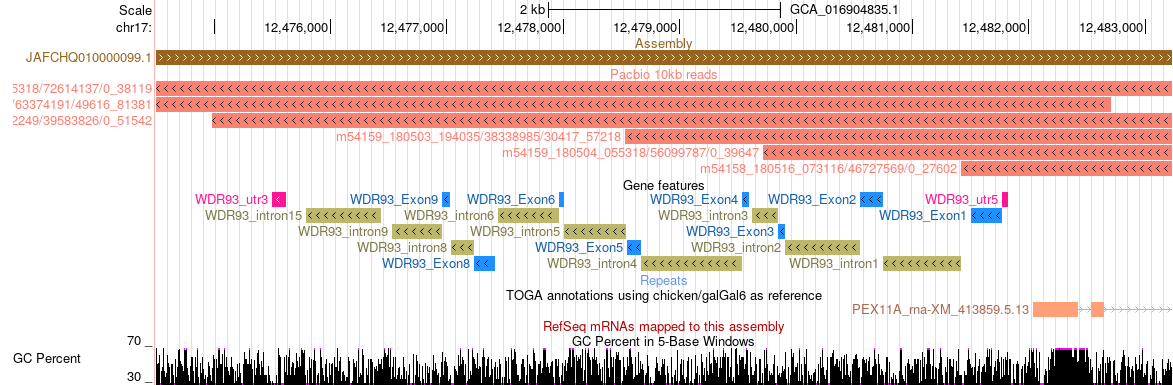 Scale 2 kb GCA_016904835.1
chr17: 12,476,000 12,477,000 12,478,000 12,479,000 12,480,000 12,481,000 12,482,000 12,483,000
Assembly
JAFCHQ010000099.1
Pacbio 10kb reads
5318/72614137/0_38119
'63374191/49616_81381
2249/39583826/0_51542
m54159_180503_194035/38338985/30417_57218
m54159_180504_055318/56099787/0_39647
m54158_180516_073116/46727569/0_27602
Gene features
WDR93_utr3 WDR93_Exon9 WDR93_Exon6 WDR93_Exon4 WDR93_Exon2 WDR93_utr5
WDR93_intron15 WDR93_intron6 WDR93_intron3 WDR93_Exon1
WDR93_intron9 WDR93_intron5 WDR93_Exon3
WDR93_intron8 WDR93_Exon5 WDR93_intron2
WDR93_Exon8 WDR93_intron4 WDR93_intron1
Repeats
TOGA annotations using chicken/galGal6 as reference
PEX11A_rna-XM_413859.5.13
RefSeq mRNAs mapped to this assembly
GC Percent in 5-Base Windows
70 _
GC Percent
30 _